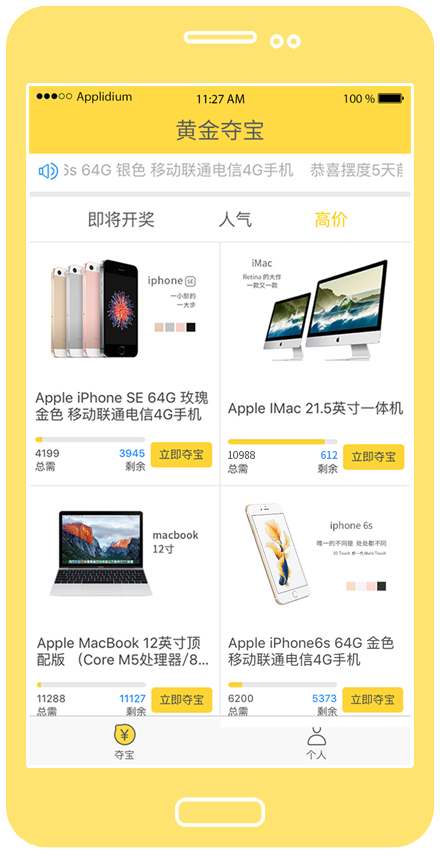 Applidium 11:27 AM 100 %
黄金夺宝
6s 64G 银色 移动联通电信4G手机 恭喜摆度5天前
即将开奖 人气 高价
iphone SE
一小部的
一大步
Apple iPhone SE 64G 玫瑰
金色 移动联通电信4G手机
4199 3945 立即夺宝
总需 剩余
iMac
Retina 的大作
一款又一款
Apple IMac 21.5英寸一体机
10988 612 立即夺宝
总需 剩余
macbook
12寸
Apple MacBook 12英寸顶
配版 （Core M5处理器/8...
11288 11127 立即夺宝
总需 剩余
iphone 6s
唯一的不同是 处处都不同
3D Touch 新一代 Multi-Touch
Apple iPhone6s 64G 金色
移动联通电信4G手机
6200 5373 立即夺宝
总需 剩余
¥
夺宝 个人